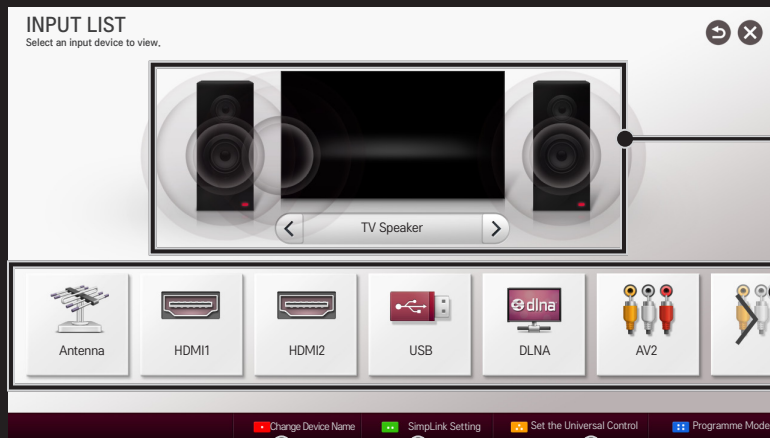 INPUT LIST
Select an input device to view.
TV Speaker
Antenna
HDMI1
HDMI2
USB
dlna
DLNA
AV2
Change Device Name
SimpLink Setting
Set the Universal Control
Programme Mode